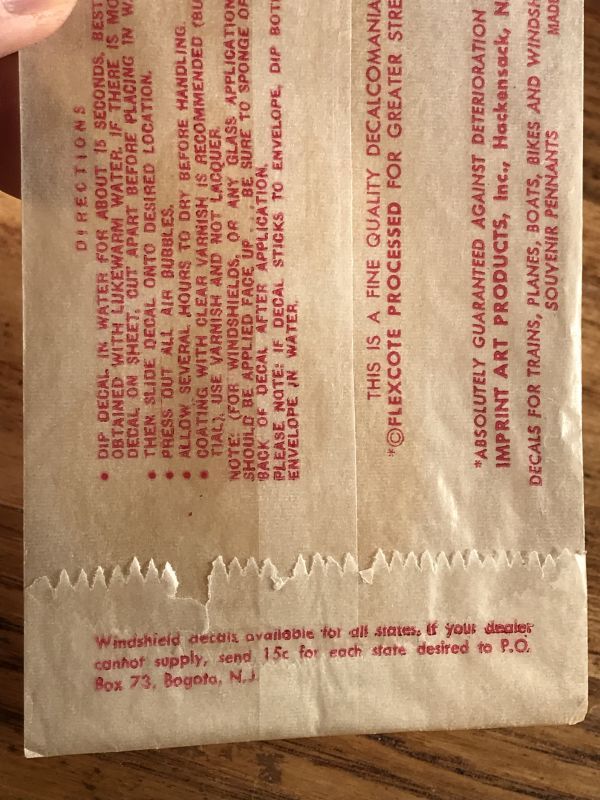 DIRECTIONS
• DIP DECAL IN WATER FOR ABOUT 15 SECONDS. BEST
OBTAINED WITH LUKEWARM WATER. IF THERE IS MO
DECAL ON SHEET, CUT APART BEFORE PLACING IN WA
• THEN SLIDE DECAL ONTO DESIRED LOCATION.
• PRESS OUT ALL AIR BUBBLES.
• ALLOW SEVERAL HOURS TO DRY BEFORE HANDLING.
• COATING WITH CLEAR VARNISH IS RECOMMENDED (BU
TIAL). USE VARNISH AND NOT LACQUER.
NOTE: (FOR WINDSHIELDS, OR ANY GLASS APPLICATION
SHOULD BE APPLIED FACE UP . . . BE SURE TO SPONGE OF
BACK OF DECAL AFTER APPLICATION.
PLEASE NOTE: IF DECAL STICKS TO ENVELOPE, DIP BOTH
ENVELOPE IN WATER.
THIS IS A FINE QUALITY DECALCOMANIA
*©FLEXCOTE PROCESSED FOR GREATER STRE
*ABSOLUTELY GUARANTEED AGAINST DETERIORATION
IMPRINT ART PRODUCTS, Inc., Hackensack, N.
DECALS FOR TRAINS, PLANES, BOATS, BIKES AND WINDSH
SOUVENIR PENNANTS MADE
Windshield decals available for all states. If your dealer
cannot supply, send 15c for each state desired to P.O.
Box 73, Bogota, N.J.